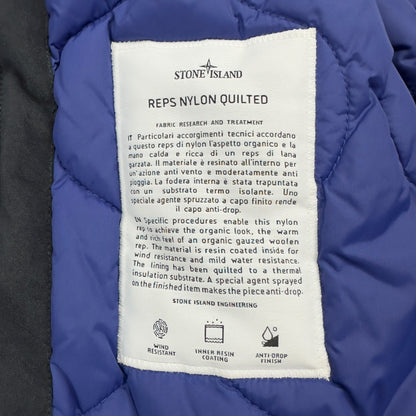 STONE ISLAND
REPS NYLON QUILTED
FABRIC RESEARCH AND TREATMENT
IT Particolari accorgimenti tecnici accordano
a questo reps di nylon l'aspetto organico e la
mano calda e ricca di un reps di lana
garzata. Il materiale è resinato all'interno per
un'azione anti vento e moderatamente anti
pioggia. La fodera interna è stata trapuntata
con un substrato termo isolante. Uno
speciale agente spruzzato a capo finito rende
il capo anti-drop.
EN Specific procedures enable this nylon
rep to achieve the organic look, the warm
and rich feel of an organic gauzed woolen
rep. The material is resin coated inside for
wind resistance and mild water resistance.
The lining has been quilted to a thermal
insulation substrate. A special agent sprayed
on the finished item makes the piece anti-drop.
STONE ISLAND ENGINEERING
WIND
RESISTANT
INNER RESIN
COATING
ANTI-DROP
FINISH